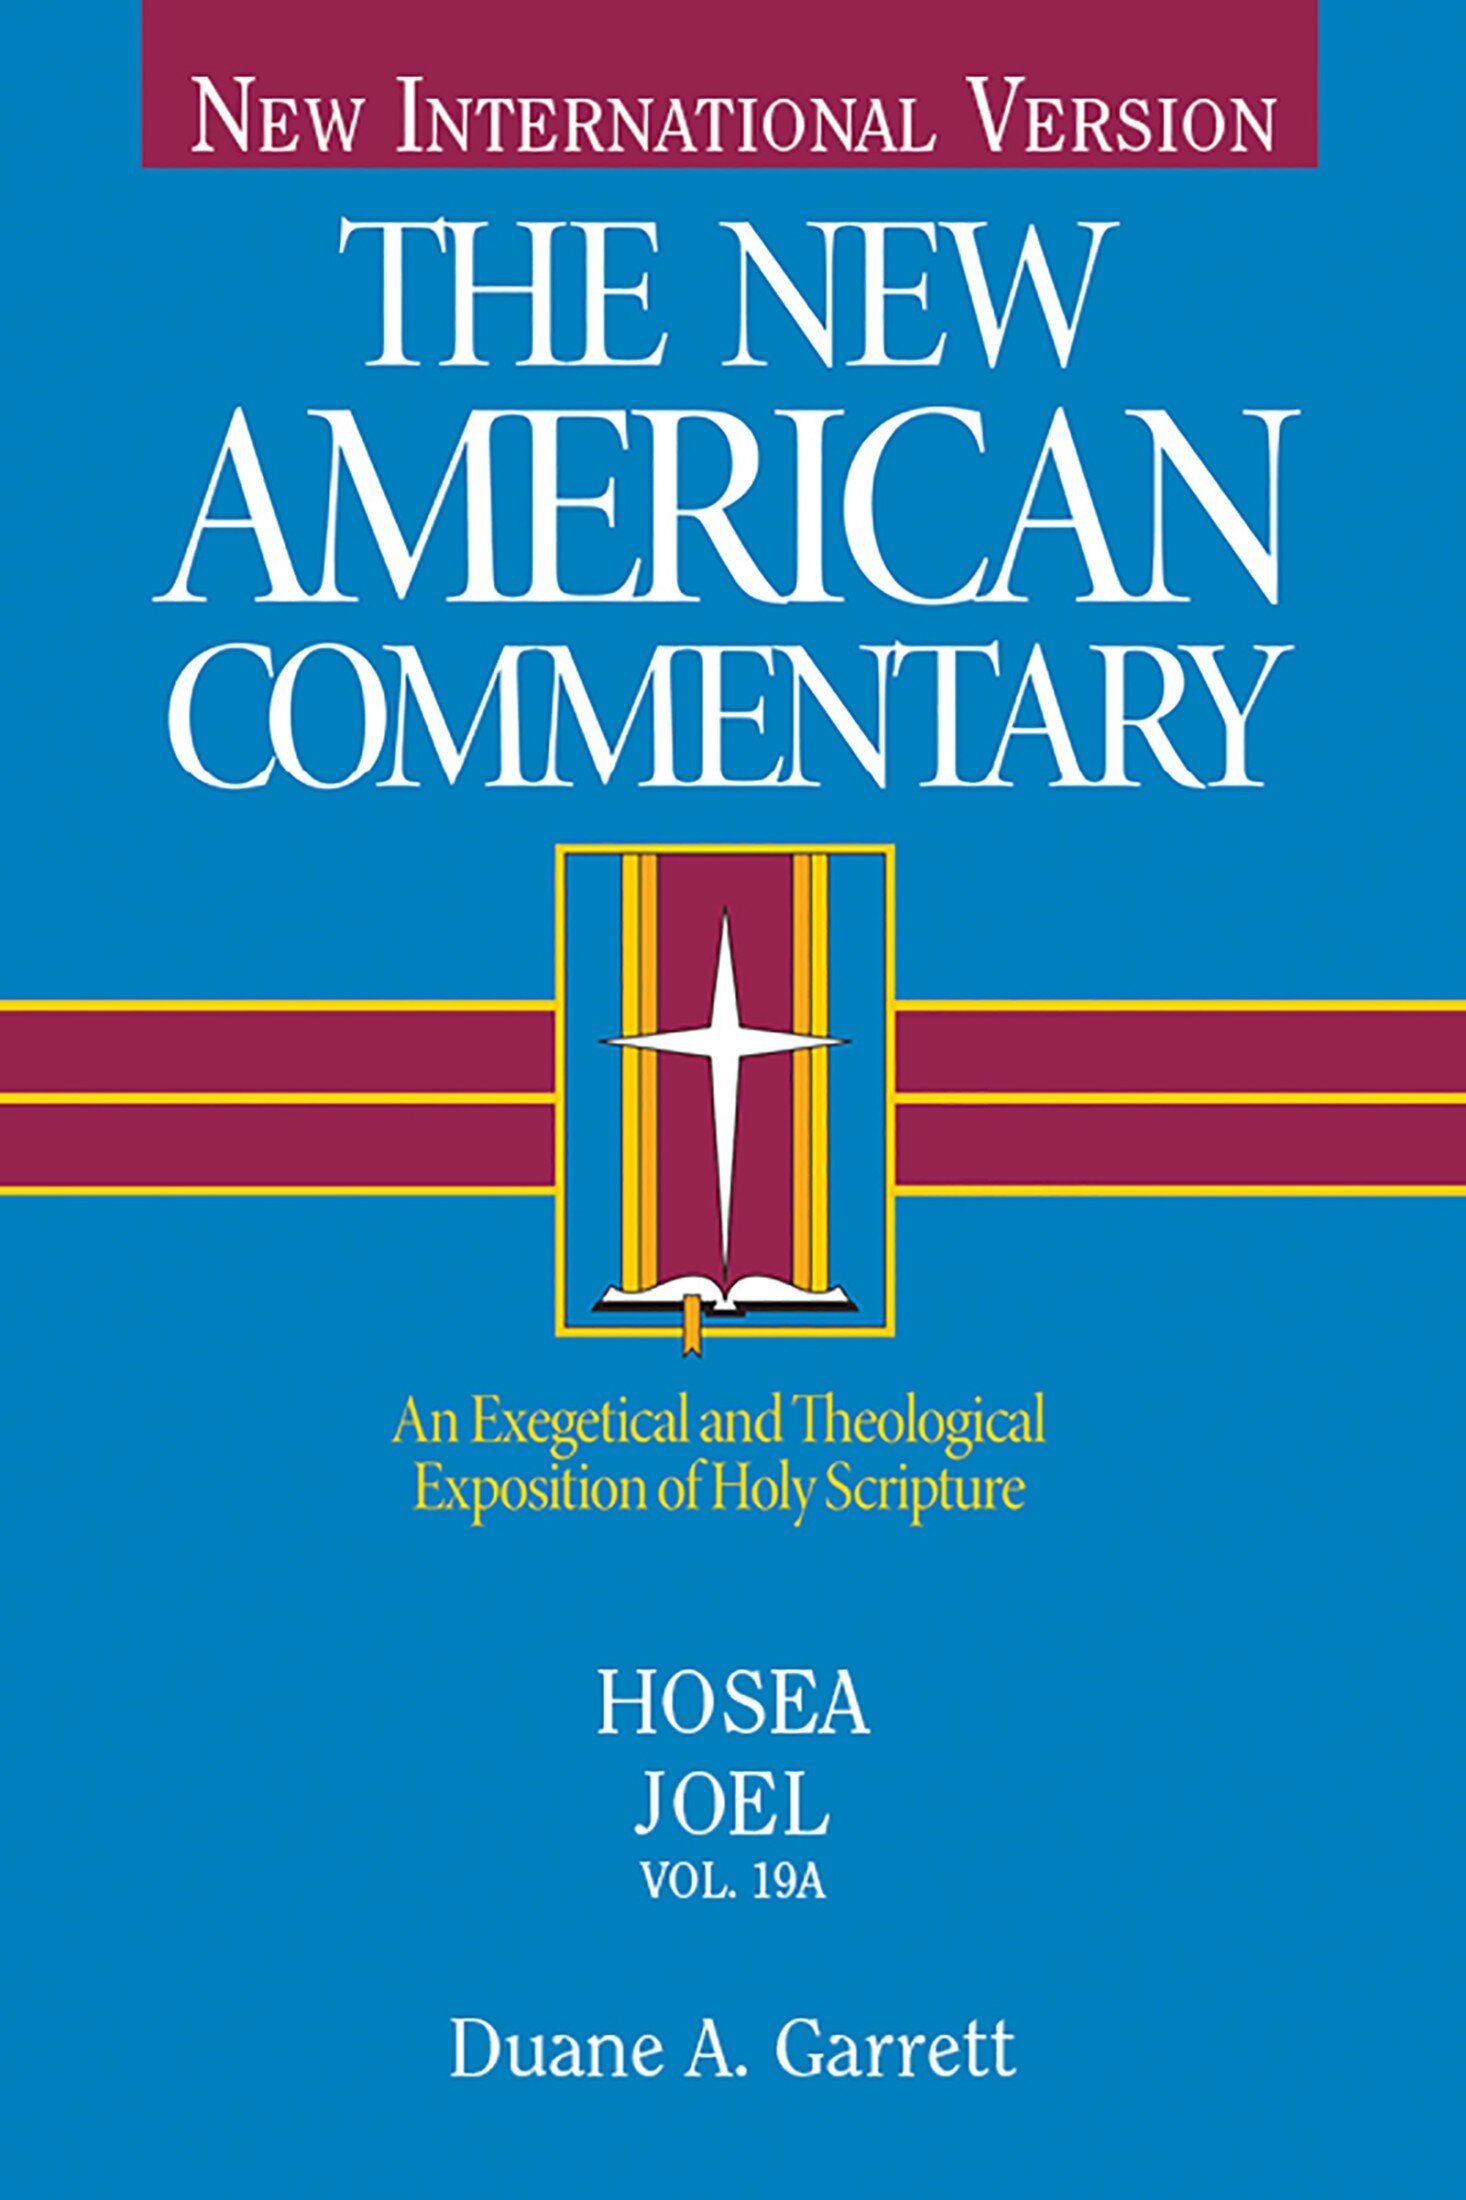 NEW INTERNATIONAL VERSION
THE NEW
AMERICAN
COMMENTARY
An Exegetical and Theological
Exposition of Holy Scripture
HOSEA
JOEL
VOL. 19A
Duane A. Garrett